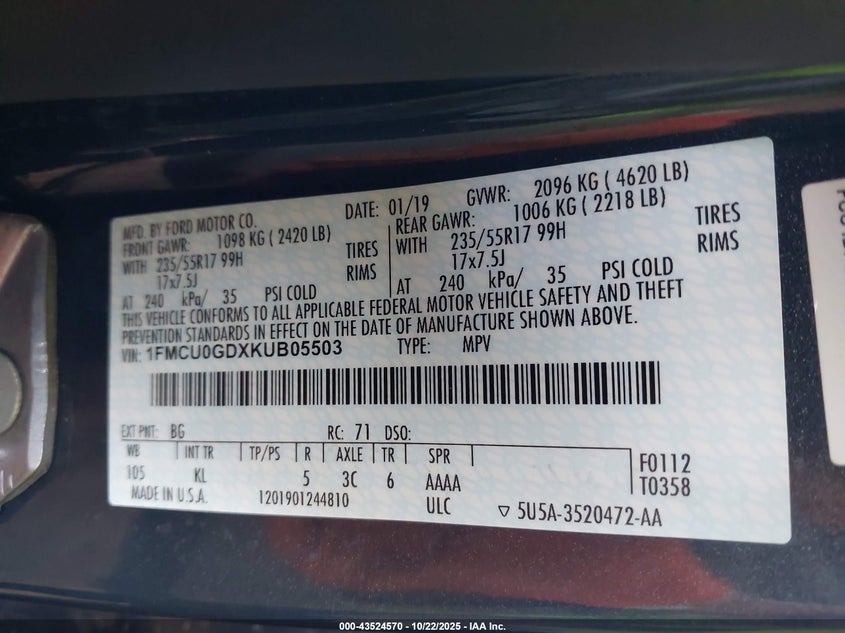 MFD. BY FORD MOTOR CO. DATE: 01/19 GVWR: 2096 KG ( 4620 LB)
FRONT GAWR: 1098 KG ( 2420 LB) REAR GAWR: 1006 KG ( 2218 LB)
WITH 235/55R17 99H TIRES WITH 235/55R17 99H TIRES
17x7.5J RIMS 17x7.5J RIMS
AT 240 kPa/ 35 PSI COLD AT 240 kPa/ 35 PSI COLD
THIS VEHICLE CONFORMS TO ALL APPLICABLE FEDERAL MOTOR VEHICLE SAFETY AND THEFT
PREVENTION STANDARDS IN EFFECT ON THE DATE OF MANUFACTURE SHOWN ABOVE.
VIN: 1FMCU0GDXKUB05503 TYPE: MPV
EXT PNT: BG RC: 71 DSO:
WB INT TR TP/PS R AXLE TR SPR F0112
105 KL 5 3C 6 AAAA T0358
MADE IN U.S.A. 1201901244810 ULC ▽ 5U5A-3520472-AA
000-43524570 - 10/22/2025 - IAA Inc.